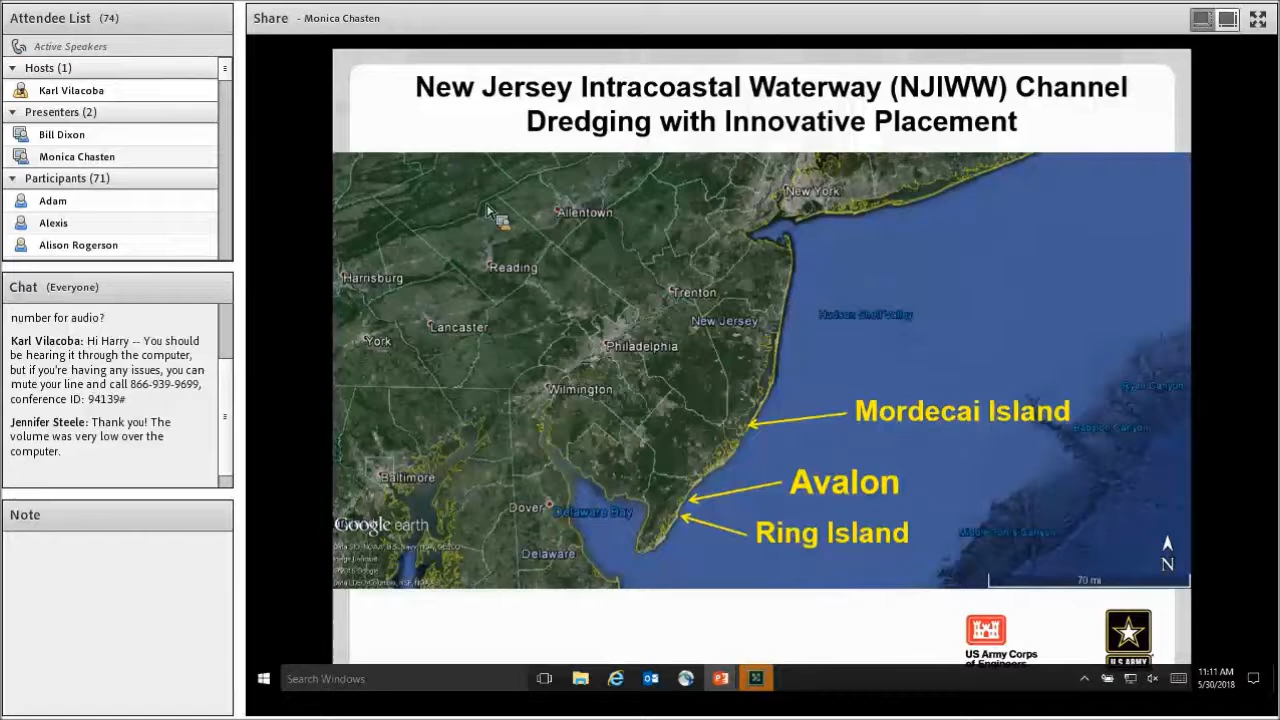 Attendee List (74)
Active Speakers
Hosts (1)
Karl Vilacoba
Presenters (2)
Bill Dixon
Monica Chasten
Participants (71)
Adam
Alexis
Alison Rogerson
Chat (Everyone)
number for audio?
Karl Vilacoba: Hi Harry -- You should
be hearing it through the computer,
but if you're having any issues, you can
mute your line and call 866-939-9699,
conference ID: 94139#
Jennifer Steele: Thank you! The
volume was very low over the
computer.
Note
Share - Monica Chasten
New Jersey Intracoastal Waterway (NJIWW) Channel
Dredging with Innovative Placement
New York
Allentown
Reading
Harrisburg
Trenton
Hudson Shelf Valley
New Jersey
Lancaster
York
Philadelphia
Wilmington
Mordecai Island
Baltimore
Avalon
Dover
Delaware Bay
Ring Island
Google earth
Delaware
N
70 mi
US Army Corps
of Engineers
U.S. ARMY
Search Windows
11:11 AM
5/30/2018